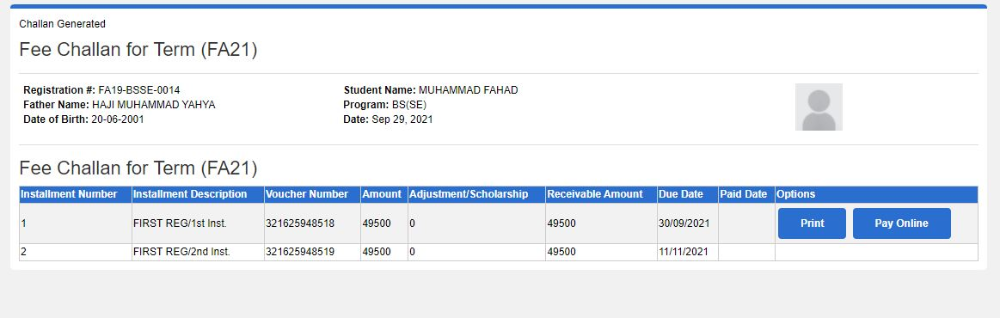 Challan Generated
Fee Challan for Term (FA21)
Registration #: FA19-BSSE-0014 Student Name: MUHAMMAD FAHAD
Father Name: HAJI MUHAMMAD YAHYA Program: BS(SE)
Date of Birth: 20-06-2001 Date: Sep 29, 2021
Fee Challan for Term (FA21)
Installment Number Installment Description Voucher Number Amount Adjustment/Scholarship Receivable Amount Due Date Paid Date Options
1 FIRST REG/1st Inst. 321625948518 49500 0 49500 30/09/2021 Print Pay Online
2 FIRST REG/2nd Inst. 321625948519 49500 0 49500 11/11/2021